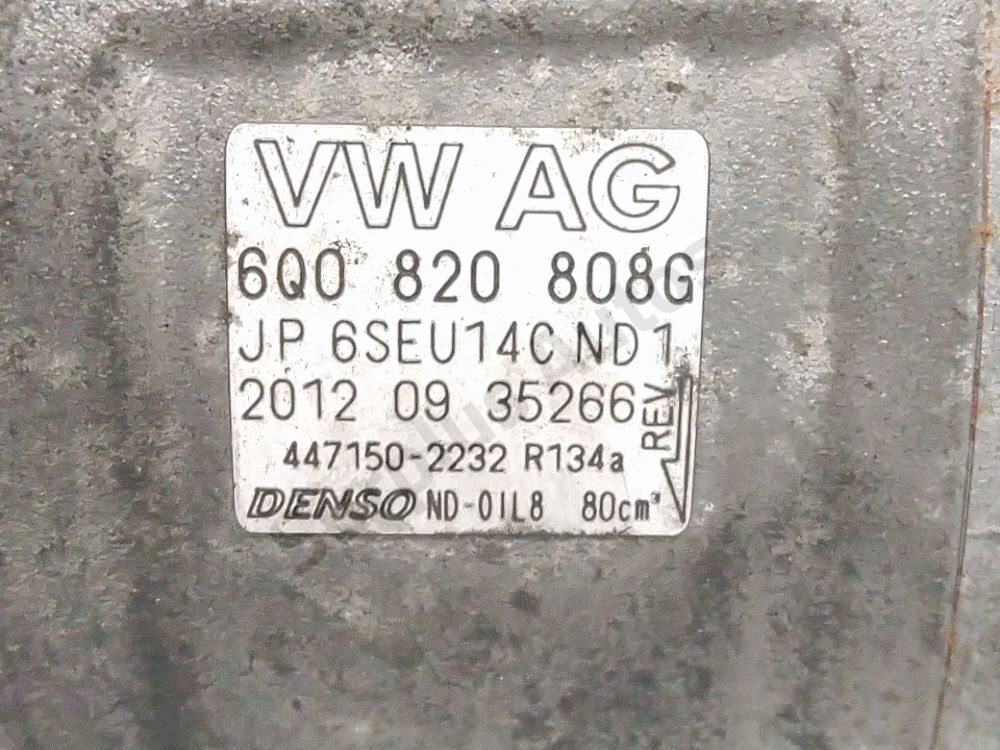 VW AG
6Q0 820 808G
JP 6SEU14C ND1
2012 09 35266
REV
447150-2232 R134a
DENSO ND-OIL8 80cm³